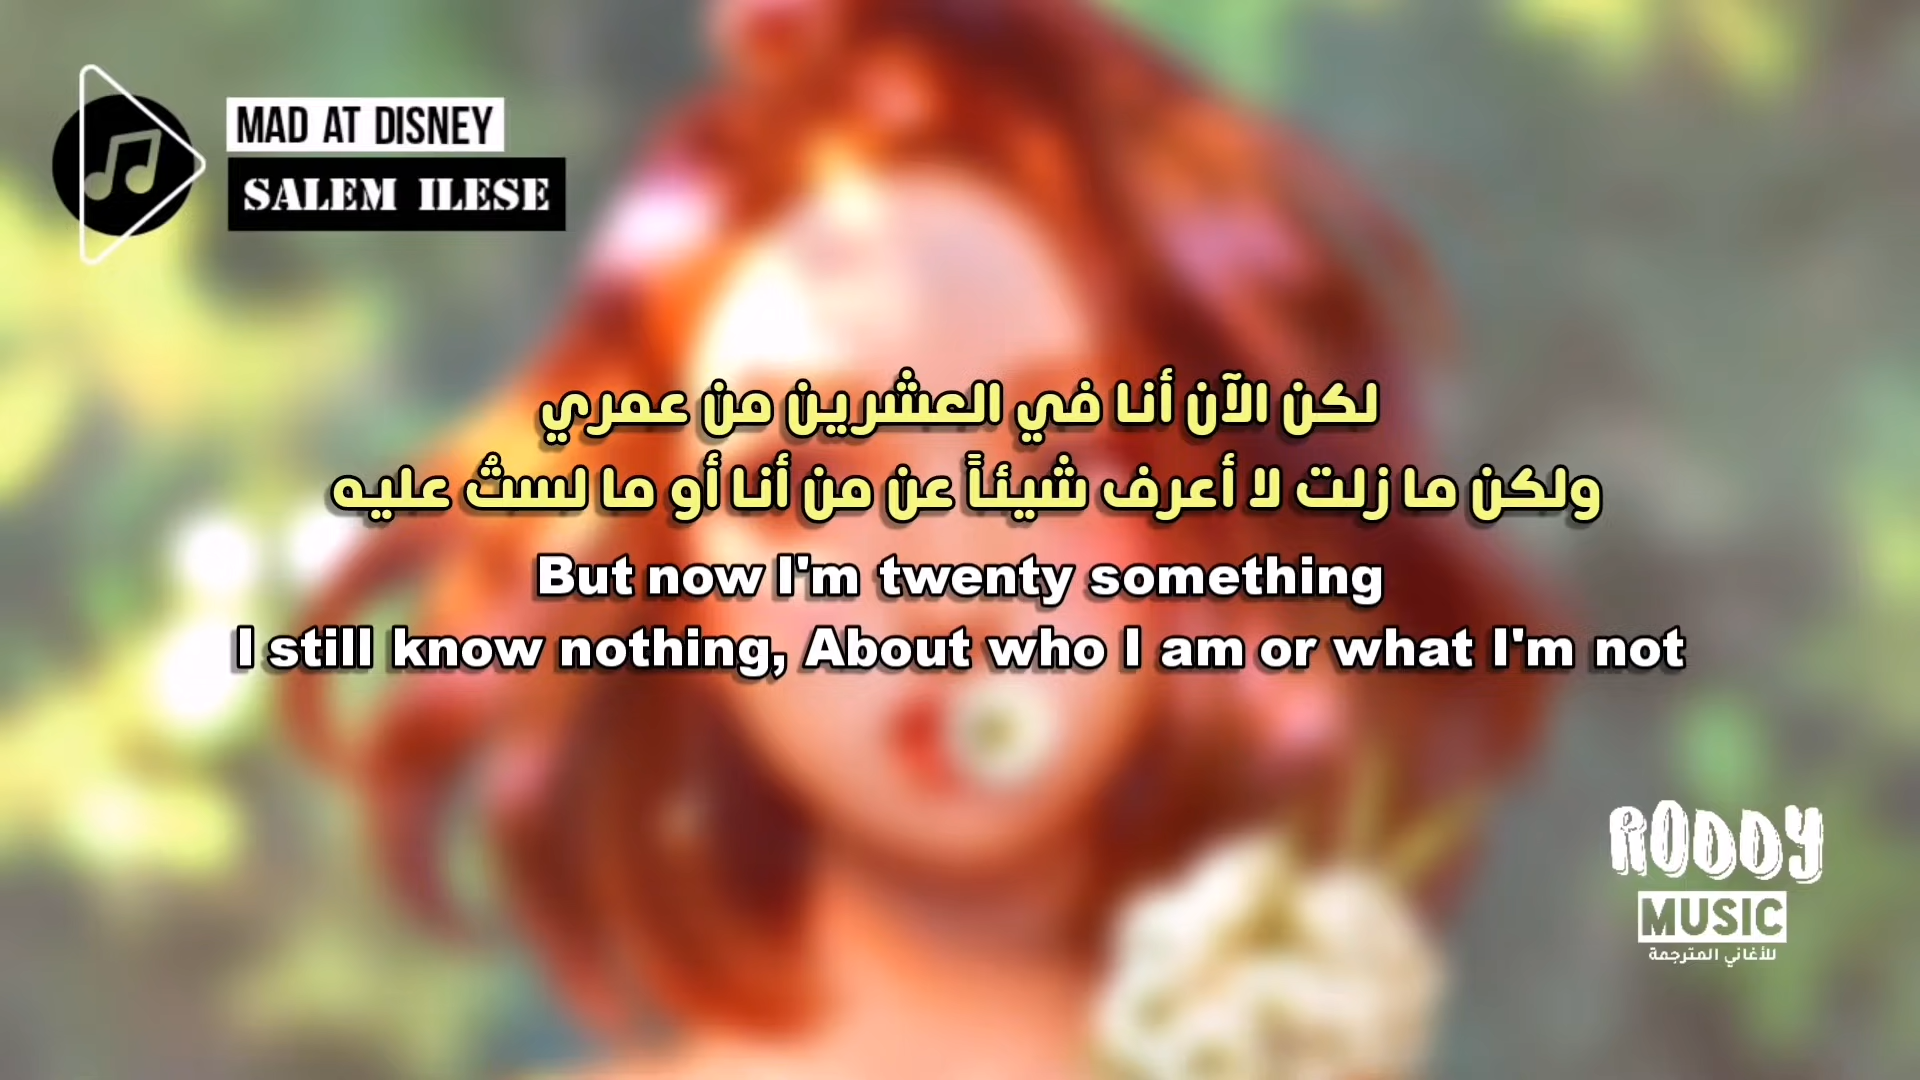 MAD AT DISNEY
SALEM ILESE
لكن الآن أنا في العشرين من عمري
ولكن ما زلت لا أعرف شيئاً عن من أنا أو ما لستُ عليه
But now I'm twenty something
I still know nothing, About who I am or what I'm not
RODDY
MUSIC
للأغاني المترجمة